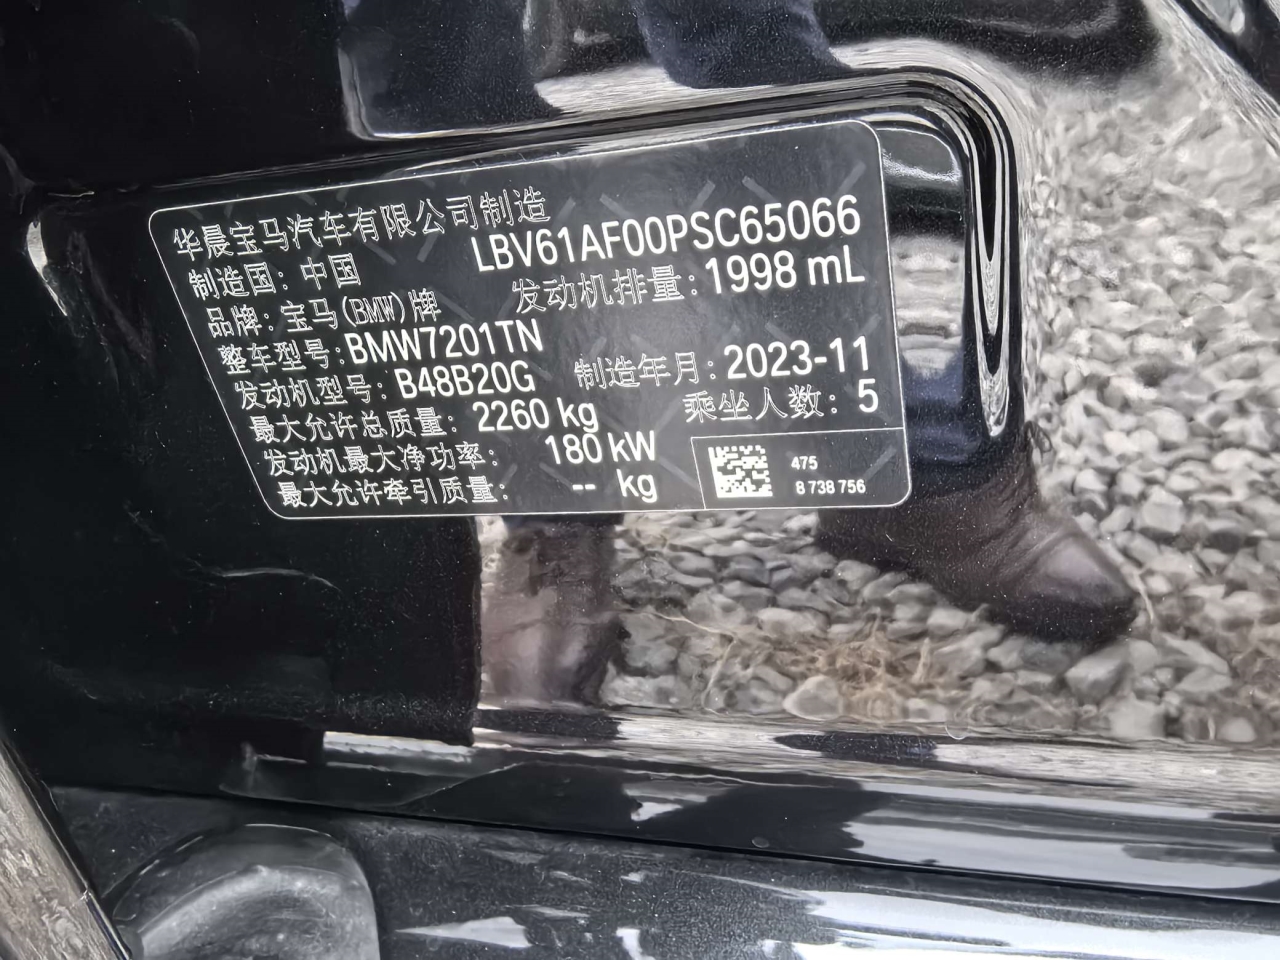 华晨宝马汽车有限公司制造
LBV61AF00PSC65066
制造国: 中国
发动机排量: 1998 mL
品牌: 宝马(BMW)牌
整车型号: BMW7201TN
制造年月: 2023-11
发动机型号: B48B20G
乘坐人数: 5
最大允许总质量: 2260 kg
发动机最大净功率: 180 kW
最大允许牵引质量: -- kg
475
8 738 756